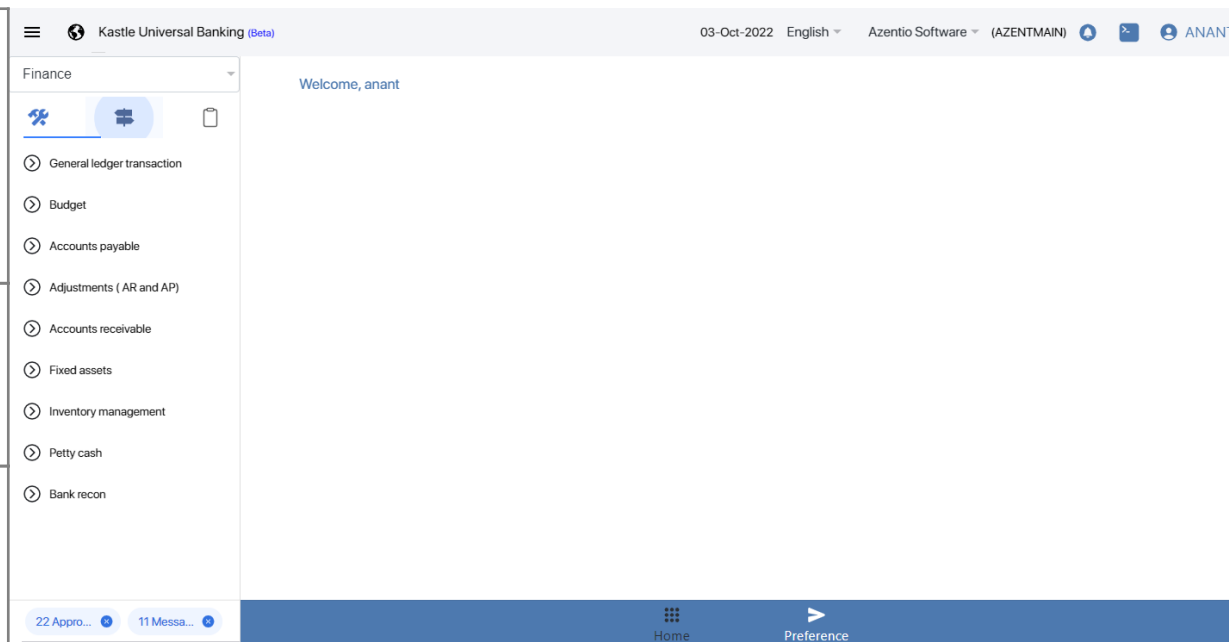 Kastle Universal Banking (Beta) 03-Oct-2022 English Azentio Software (AZENTMAIN) ANANT
Finance
Welcome, anant
General ledger transaction
Budget
Accounts payable
Adjustments ( AR and AP)
Accounts receivable
Fixed assets
Inventory management
Petty cash
Bank recon
22 Appro... 11 Messa...
Home Preference